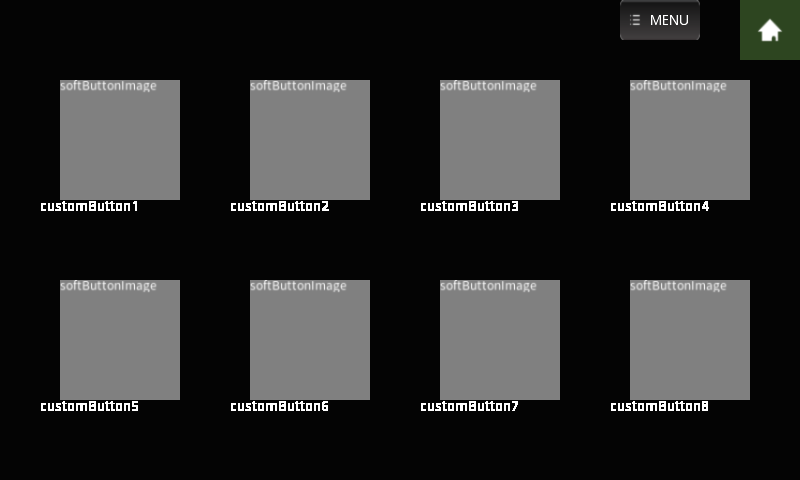 MENU
softButtonImage softButtonImage softButtonImage softButtonImage
customButton1 customButton2 customButton3 customButton4
softButtonImage softButtonImage softButtonImage softButtonImage
customButton5 customButton6 customButton7 customButton8